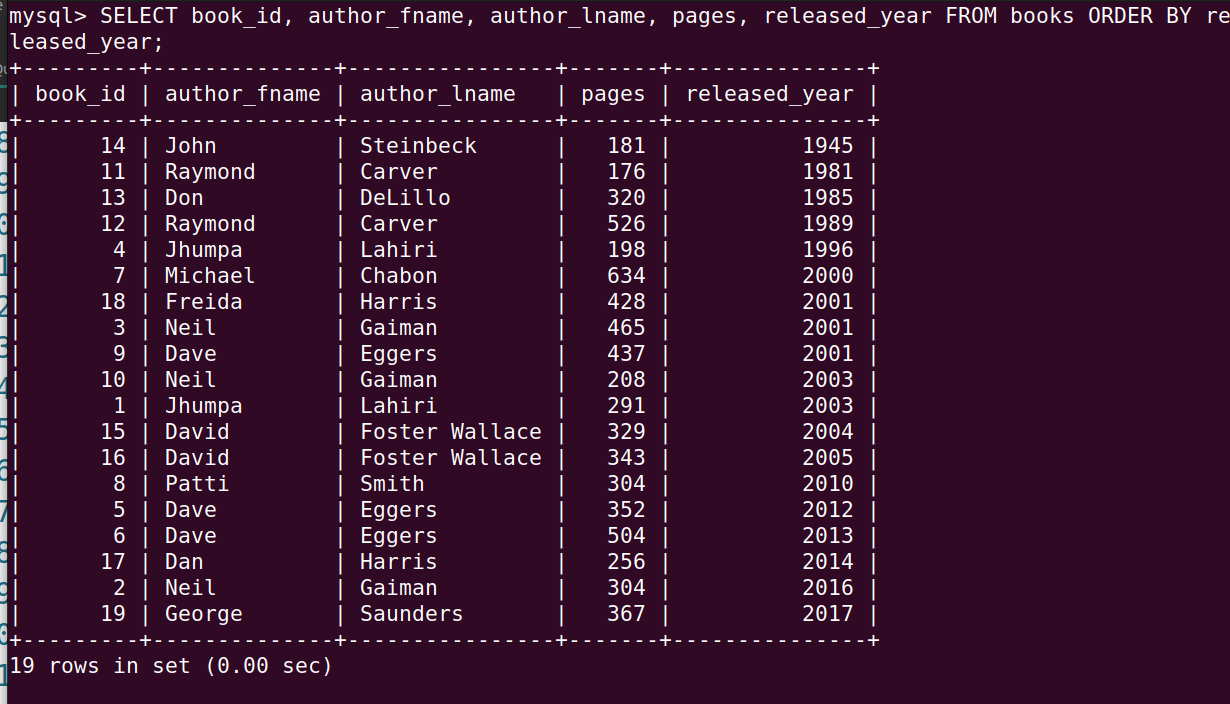 mysql> SELECT book_id, author_fname, author_lname, pages, released_year FROM books ORDER BY re
leased_year;
+---------+--------------+----------------+-------+---------------+
| book_id | author_fname | author_lname   | pages | released_year |
+---------+--------------+----------------+-------+---------------+
|      14 | John         | Steinbeck      |   181 |          1945 |
|      11 | Raymond      | Carver         |   176 |          1981 |
|      13 | Don          | DeLillo        |   320 |          1985 |
|      12 | Raymond      | Carver         |   526 |          1989 |
|       4 | Jhumpa       | Lahiri         |   198 |          1996 |
|       7 | Michael      | Chabon         |   634 |          2000 |
|      18 | Freida       | Harris         |   428 |          2001 |
|       3 | Neil         | Gaiman         |   465 |          2001 |
|       9 | Dave         | Eggers         |   437 |          2001 |
|      10 | Neil         | Gaiman         |   208 |          2003 |
|       1 | Jhumpa       | Lahiri         |   291 |          2003 |
|      15 | David        | Foster Wallace |   329 |          2004 |
|      16 | David        | Foster Wallace |   343 |          2005 |
|       8 | Patti        | Smith          |   304 |          2010 |
|       5 | Dave         | Eggers         |   352 |          2012 |
|       6 | Dave         | Eggers         |   504 |          2013 |
|      17 | Dan          | Harris         |   256 |          2014 |
|       2 | Neil         | Gaiman         |   304 |          2016 |
|      19 | George       | Saunders       |   367 |          2017 |
+---------+--------------+----------------+-------+---------------+
19 rows in set (0.00 sec)